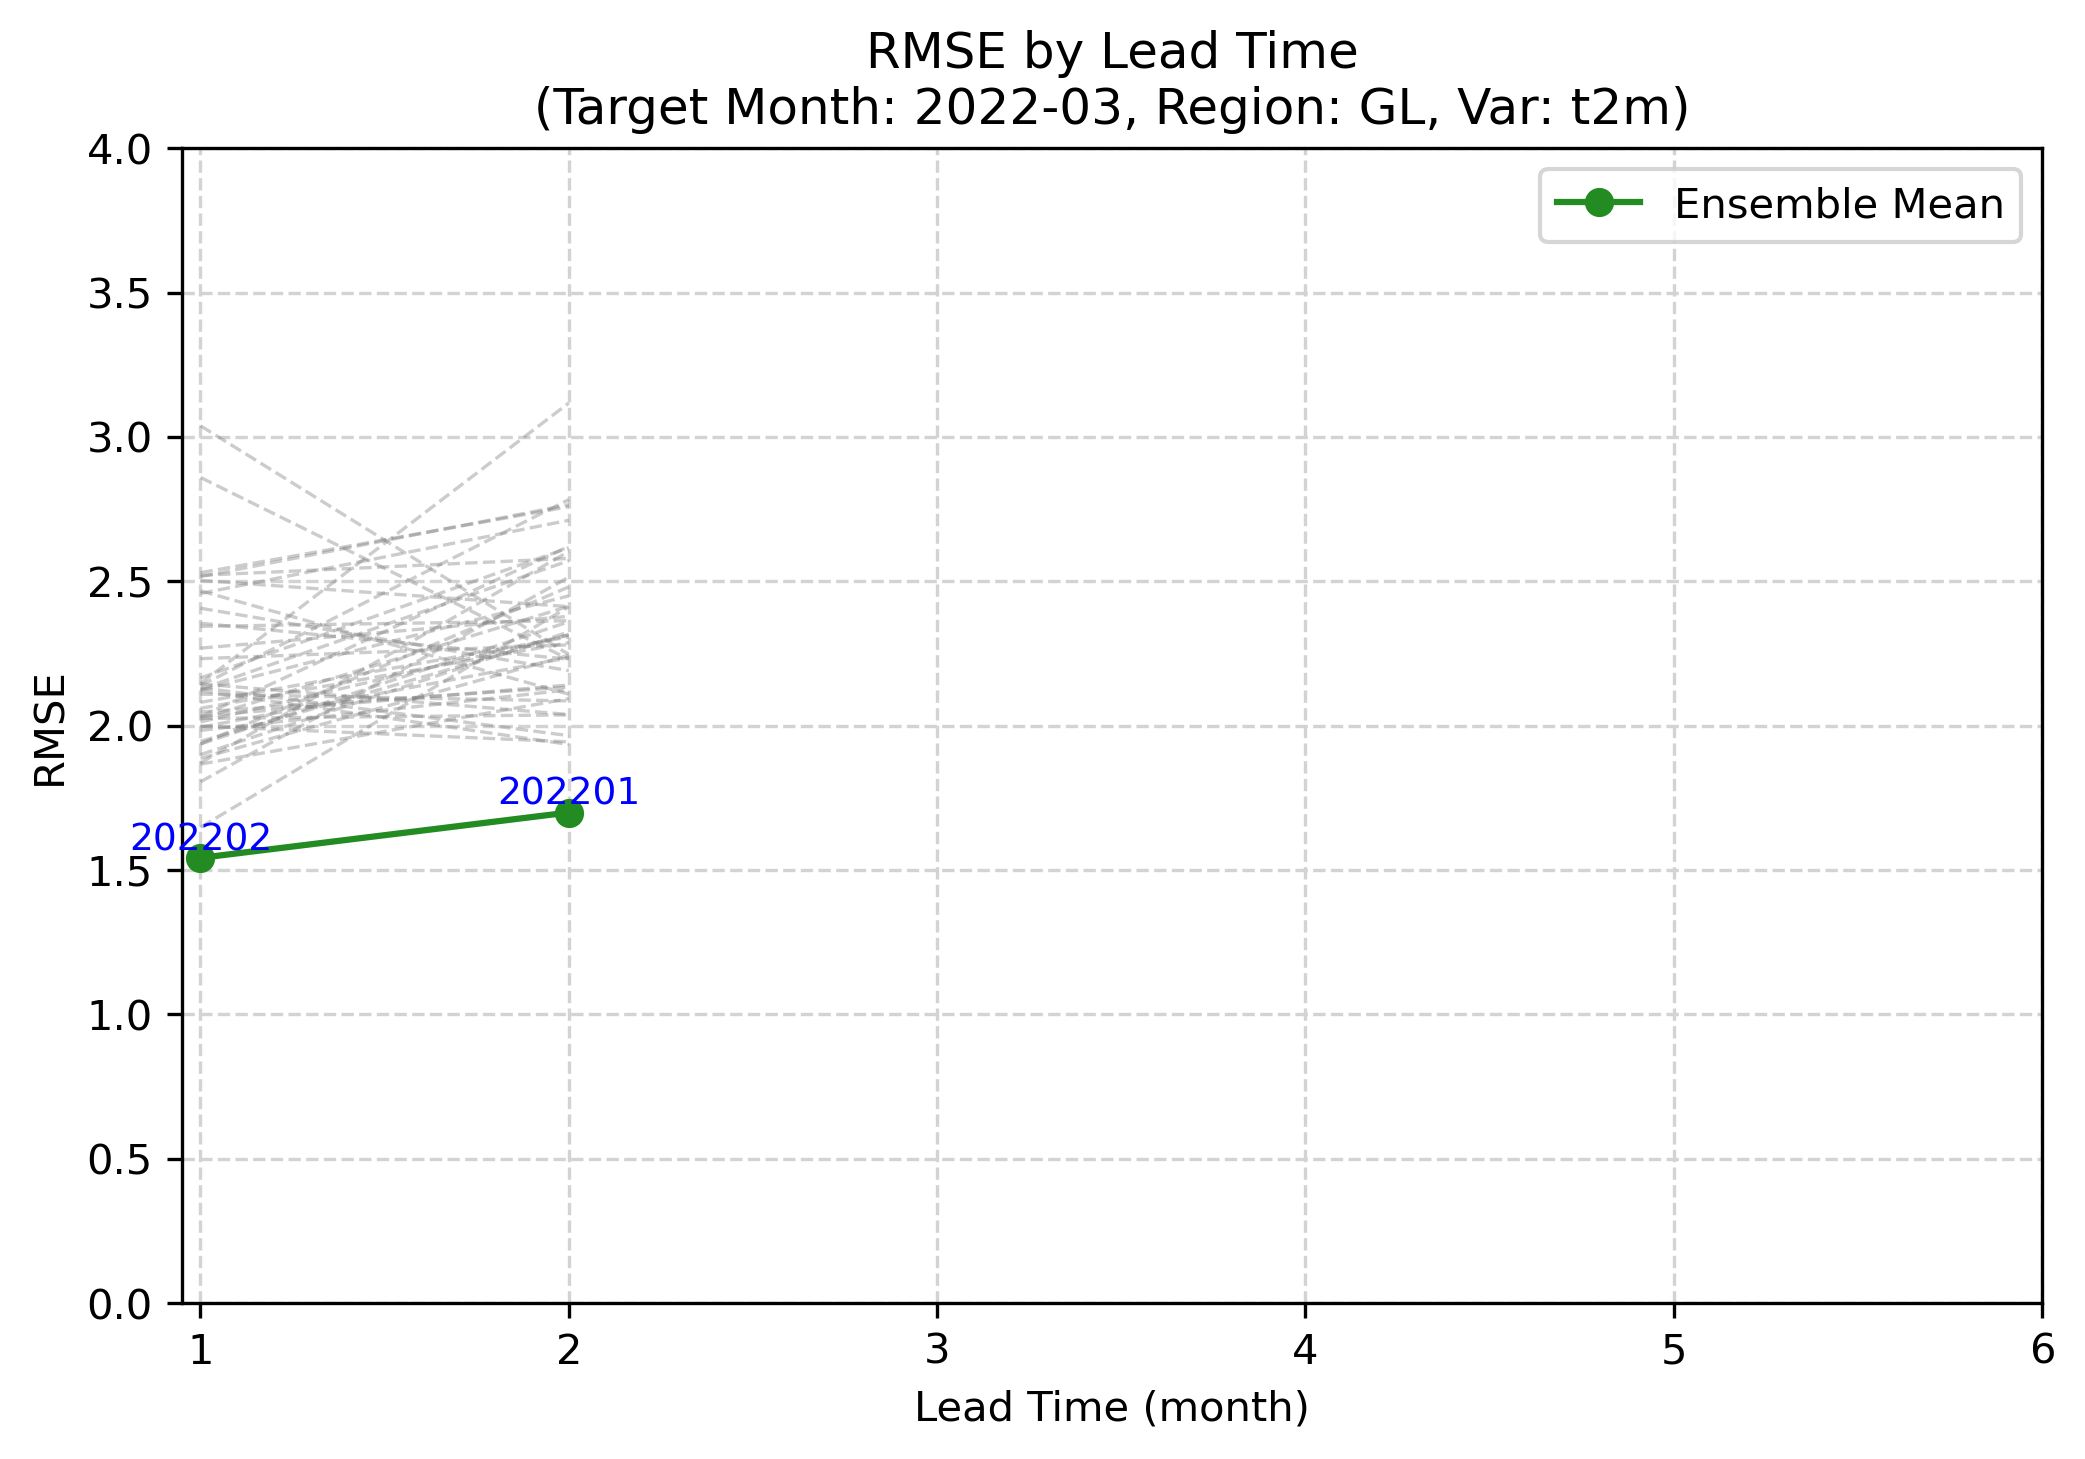 RMSE by Lead Time
(Target Month: 2022-03, Region: GL, Var: t2m)
Ensemble Mean
RMSE
4.0
3.5
3.0
2.5
2.0
1.5
1.0
0.5
0.0
202202
202201
1 2 3 4 5 6
Lead Time (month)